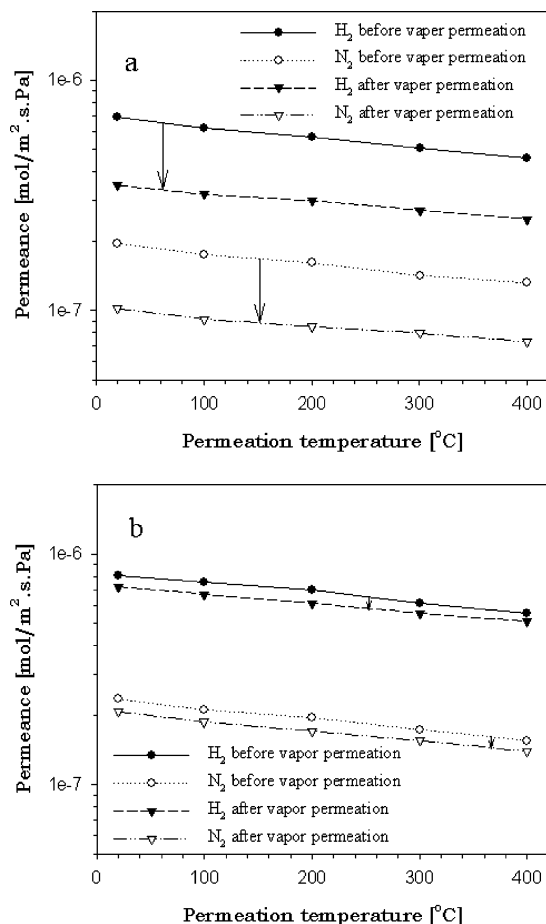 a
H2 before vaper permeation
N2 before vaper permeation
H2 after vaper permeation
N2 after vaper permeation
Permeance [mol/m2.s.Pa]
1e-6
1e-7
0 100 200 300 400
Permeation temperature [oC]
b
Permeance [mol/m2.s.Pa]
1e-6
1e-7
H2 before vapor permeation
N2 before vapor permeation
H2 after vapor permeation
N2 after vapor permeation
0 100 200 300 400
Permeation temperature [oC]